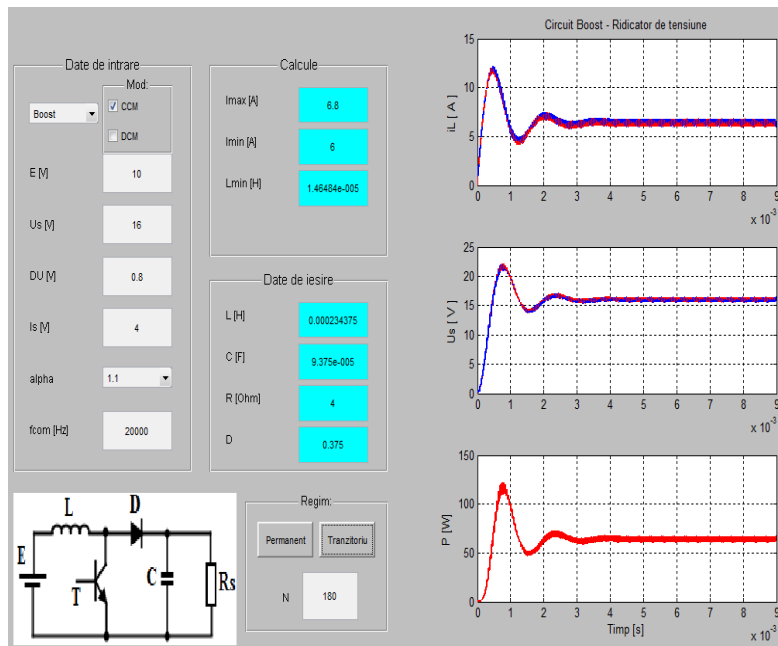 Date de intrare
Mod:
Boost
CCM
DCM
E [V]
10
Us [V]
16
DU [V]
0.8
Is [V]
4
alpha
1.1
fcom [Hz]
20000
Calcule
Imax [A]
6.8
Imin [A]
6
Lmin [H]
1.46484e-005
Date de iesire
L [H]
0.000234375
C [F]
9.375e-005
R [Ohm]
4
D
0.375
L
D
E
T
C
Rs
Regim:
Permanent
Tranzitoriu
N
180
Circuit Boost - Ridicator de tensiune
iL [ A ]
15
10
5
0
0 1 2 3 4 5 6 7 8 9
x 10⁻³
Us [ V ]
25
20
15
10
5
0
0 1 2 3 4 5 6 7 8 9
x 10⁻³
P [W]
150
100
50
0
0 1 2 3 4 5 6 7 8 9
Timp [s]
x 10⁻³